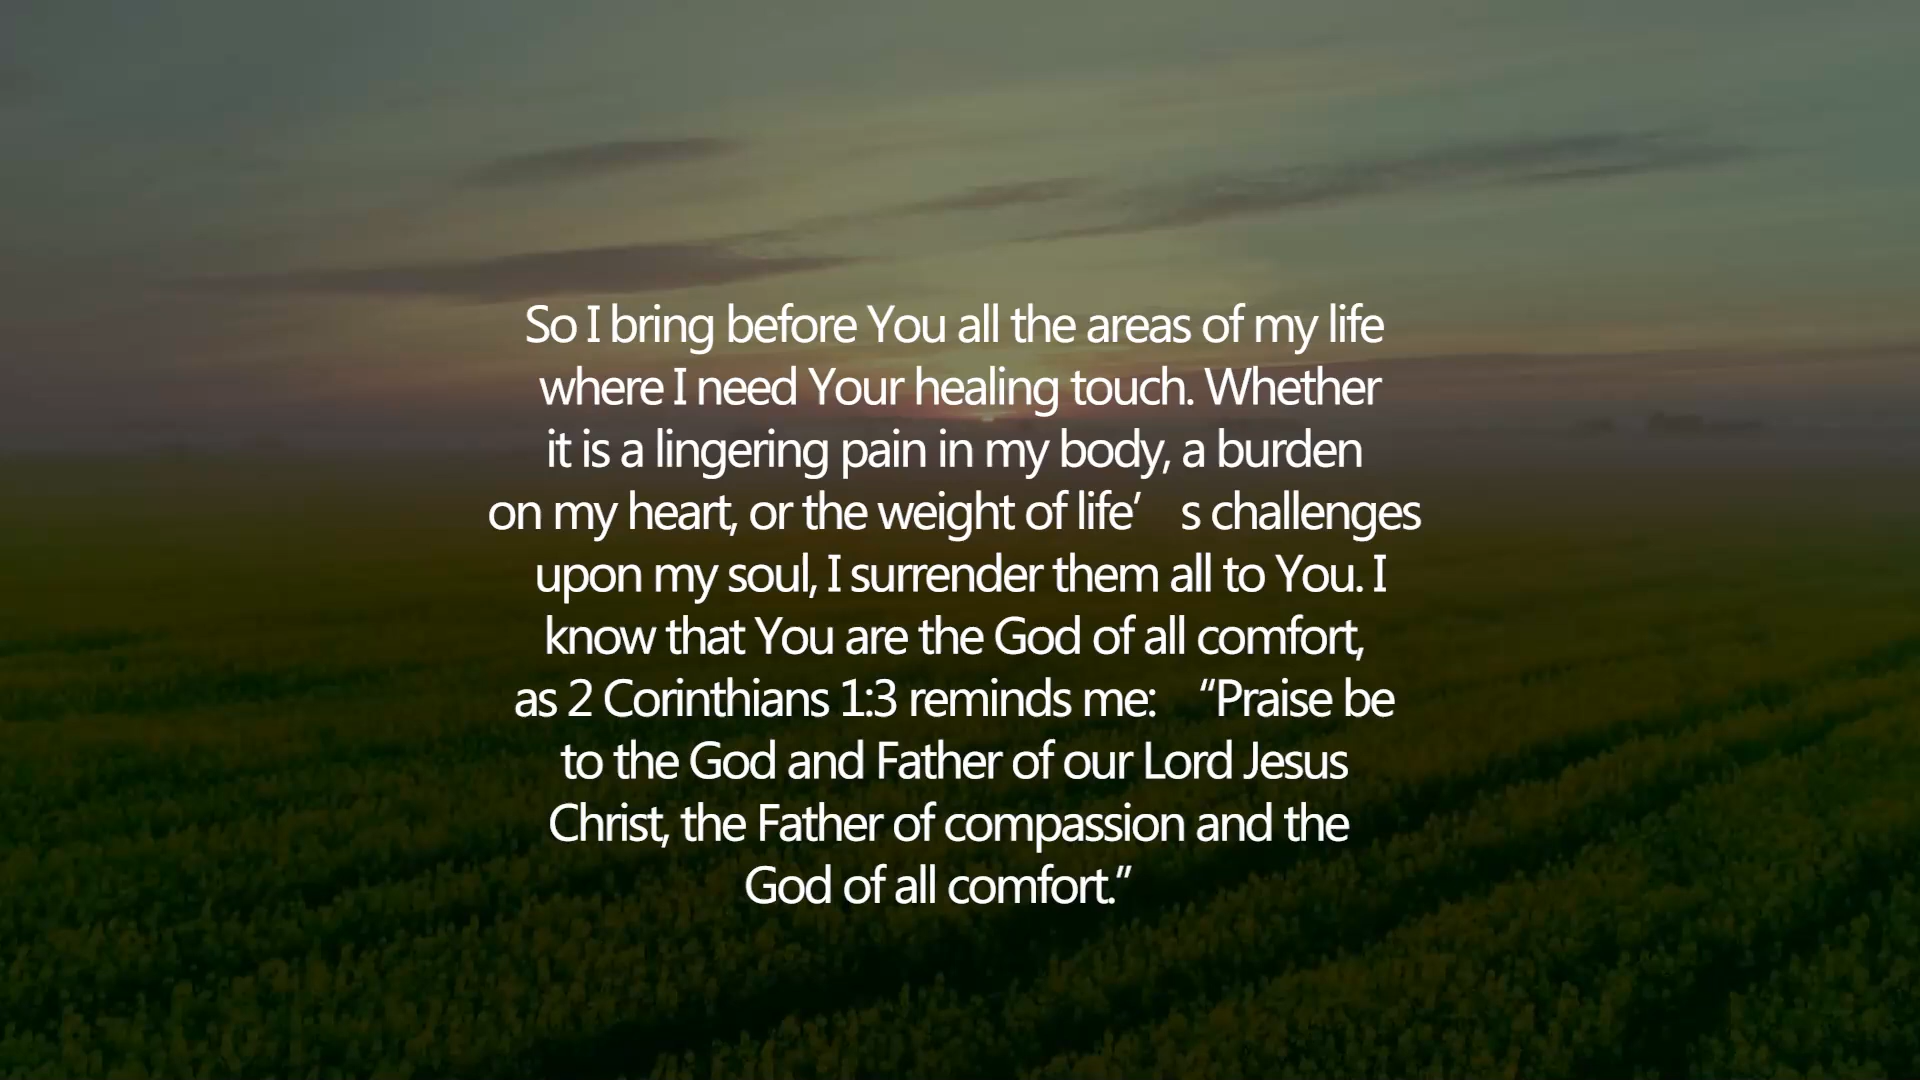 So I bring before You all the areas of my life
where I need Your healing touch. Whether
it is a lingering pain in my body, a burden
on my heart, or the weight of life’ s challenges
upon my soul, I surrender them all to You. I
know that You are the God of all comfort,
as 2 Corinthians 1:3 reminds me: “Praise be
to the God and Father of our Lord Jesus
Christ, the Father of compassion and the
God of all comfort.”